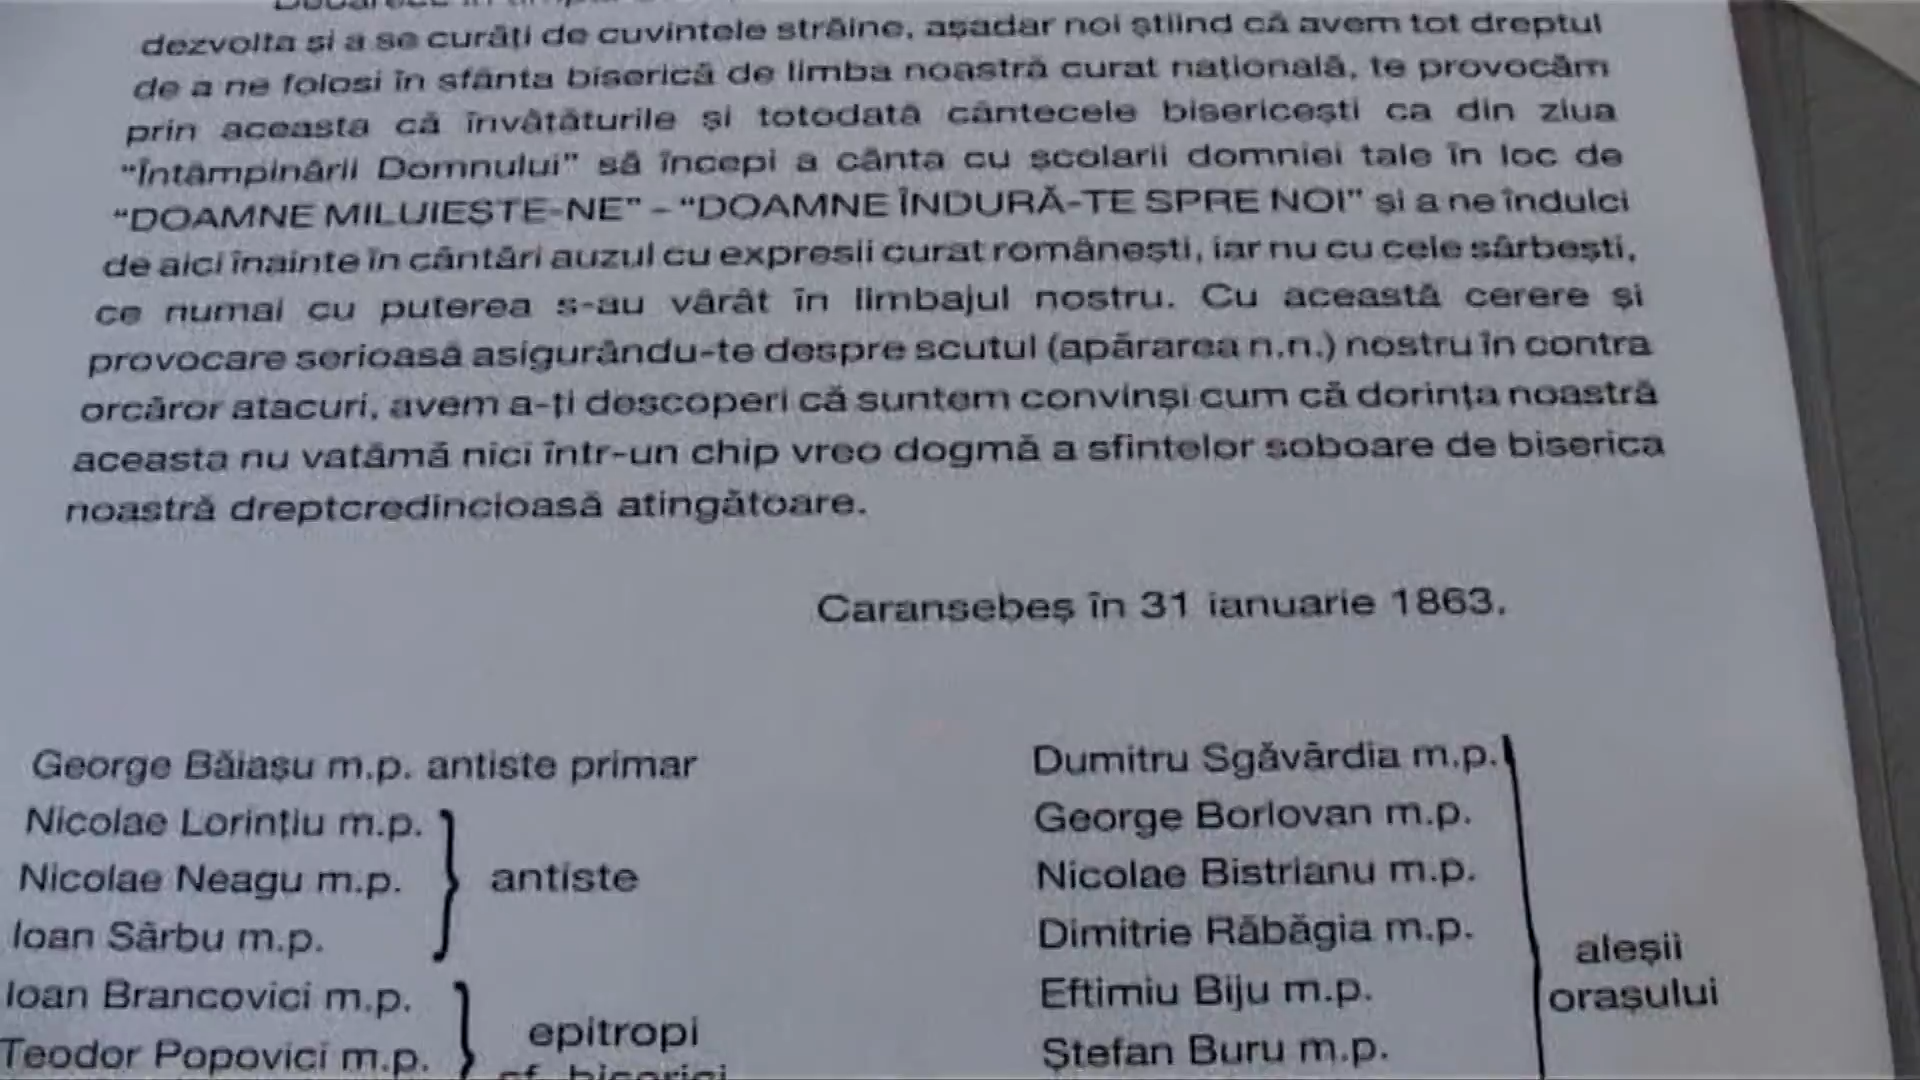 dezvolta și a se curăți de cuvintele străine, așadar noi știind că avem tot dreptul
de a ne folosi în sfânta biserică de limba noastră curat națională, te provocăm
prin aceasta că învățăturile și totodată cântecele bisericești ca din ziua
“Întâmpinării Domnului” să începi a cânta cu școlarii domniei tale în loc de
“DOAMNE MILUIEȘTE-NE” – “DOAMNE ÎNDURĂ-TE SPRE NOI” și a ne îndulci
de aici înainte în cântări auzul cu expresii curat românești, iar nu cu cele sârbești,
ce numai cu puterea s-au vârât în limbajul nostru. Cu această cerere și
provocare serioasă asigurându-te despre scutul (apărarea n.n.) nostru în contra
orcăror atacuri, avem a-ți descoperi că suntem convinși cum că dorința noastră
aceasta nu vatămă nici într-un chip vreo dogmă a sfintelor soboare de biserica
noastră dreptcredincioasă atingătoare.
Caransebeș în 31 ianuarie 1863.
George Băiașu m.p. antiste primar
Nicolae Lorințiu m.p.
Nicolae Neagu m.p.
antiste
Ioan Sârbu m.p.
Ioan Brancovici m.p.
Teodor Popovici m.p.
epitropi
sf. biserici
Dumitru Sgăvârdia m.p.
George Borlovan m.p.
Nicolae Bistrianu m.p.
Dimitrie Răbăgia m.p.
Eftimiu Biju m.p.
Ștefan Buru m.p.
aleșii
orașului